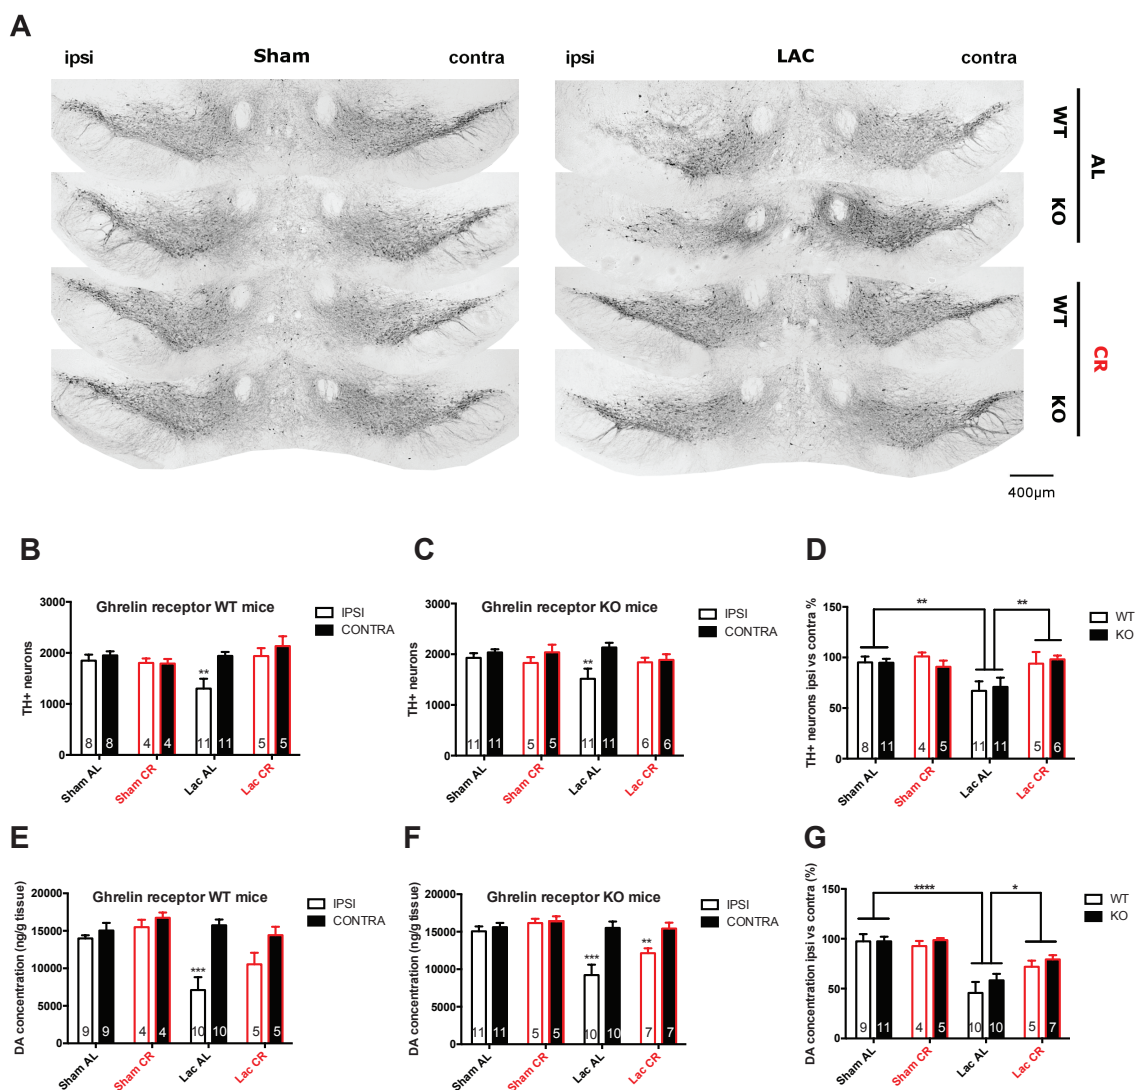 A
ipsi Sham contra ipsi LAC contra
WT
KO
AL
WT
KO
CR
400µm
B
Ghrelin receptor WT mice
TH+ neurons
3000
2000
1000
0
**
8 8 4 4 11 11 5 5
Sham AL Sham CR Lac AL Lac CR
IPSI
CONTRA
C
Ghrelin receptor KO mice
TH+ neurons
3000
2000
1000
0
**
11 11 5 5 11 11 6 6
Sham AL Sham CR Lac AL Lac CR
IPSI
CONTRA
D
TH+ neurons ipsi vs contra %
150
100
50
0
** **
8 11 4 5 11 11 5 6
Sham AL Sham CR Lac AL Lac CR
WT
KO
E
Ghrelin receptor WT mice
DA concentration (ng/g tissue)
20000
15000
10000
5000
0
***
9 9 4 4 10 10 5 5
Sham AL Sham CR Lac AL Lac CR
IPSI
CONTRA
F
Ghrelin receptor KO mice
DA concentration (ng/g tissue)
20000
15000
10000
5000
0
*** **
11 11 5 5 10 10 7 7
Sham AL Sham CR Lac AL Lac CR
IPSI
CONTRA
G
DA concentration ipsi vs contra (%)
150
100
50
0
**** *
9 11 4 5 10 10 5 7
Sham AL Sham CR Lac AL Lac CR
WT
KO